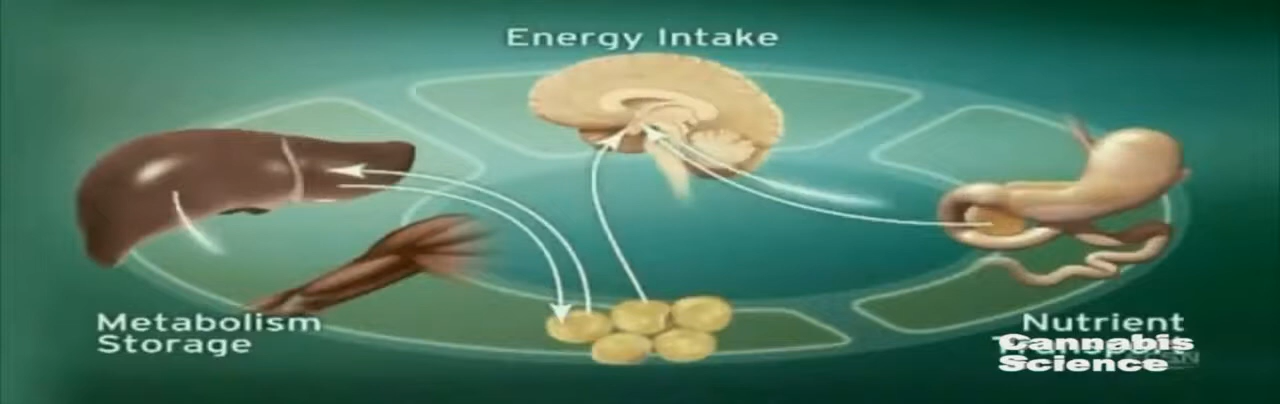 Energy Intake
Metabolism
Storage
Nutrient
Cannabis
Science